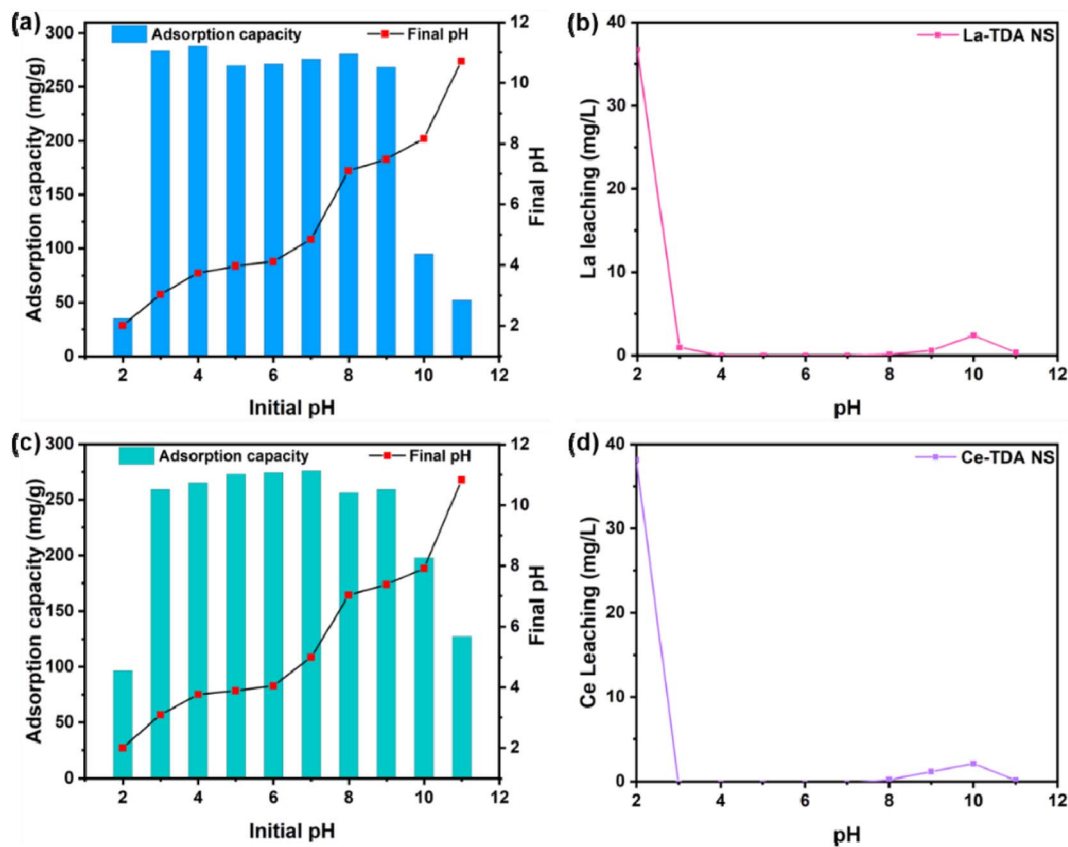 (a)
Adsorption capacity
Final pH
Adsorption capacity (mg/g)
300
250
200
150
100
50
0
12
10
8
6
4
2
Final pH
2 4 6 8 10 12
Initial pH
(b)
La-TDA NS
La leaching (mg/L)
40
30
20
10
0
2 4 6 8 10 12
pH
(c)
Adsorption capacity
Final pH
Adsorption capacity (mg/g)
300
250
200
150
100
50
0
12
10
8
6
4
2
Final pH
2 4 6 8 10 12
Initial pH
(d)
Ce-TDA NS
Ce Leaching (mg/L)
40
30
20
10
0
2 4 6 8 10 12
pH